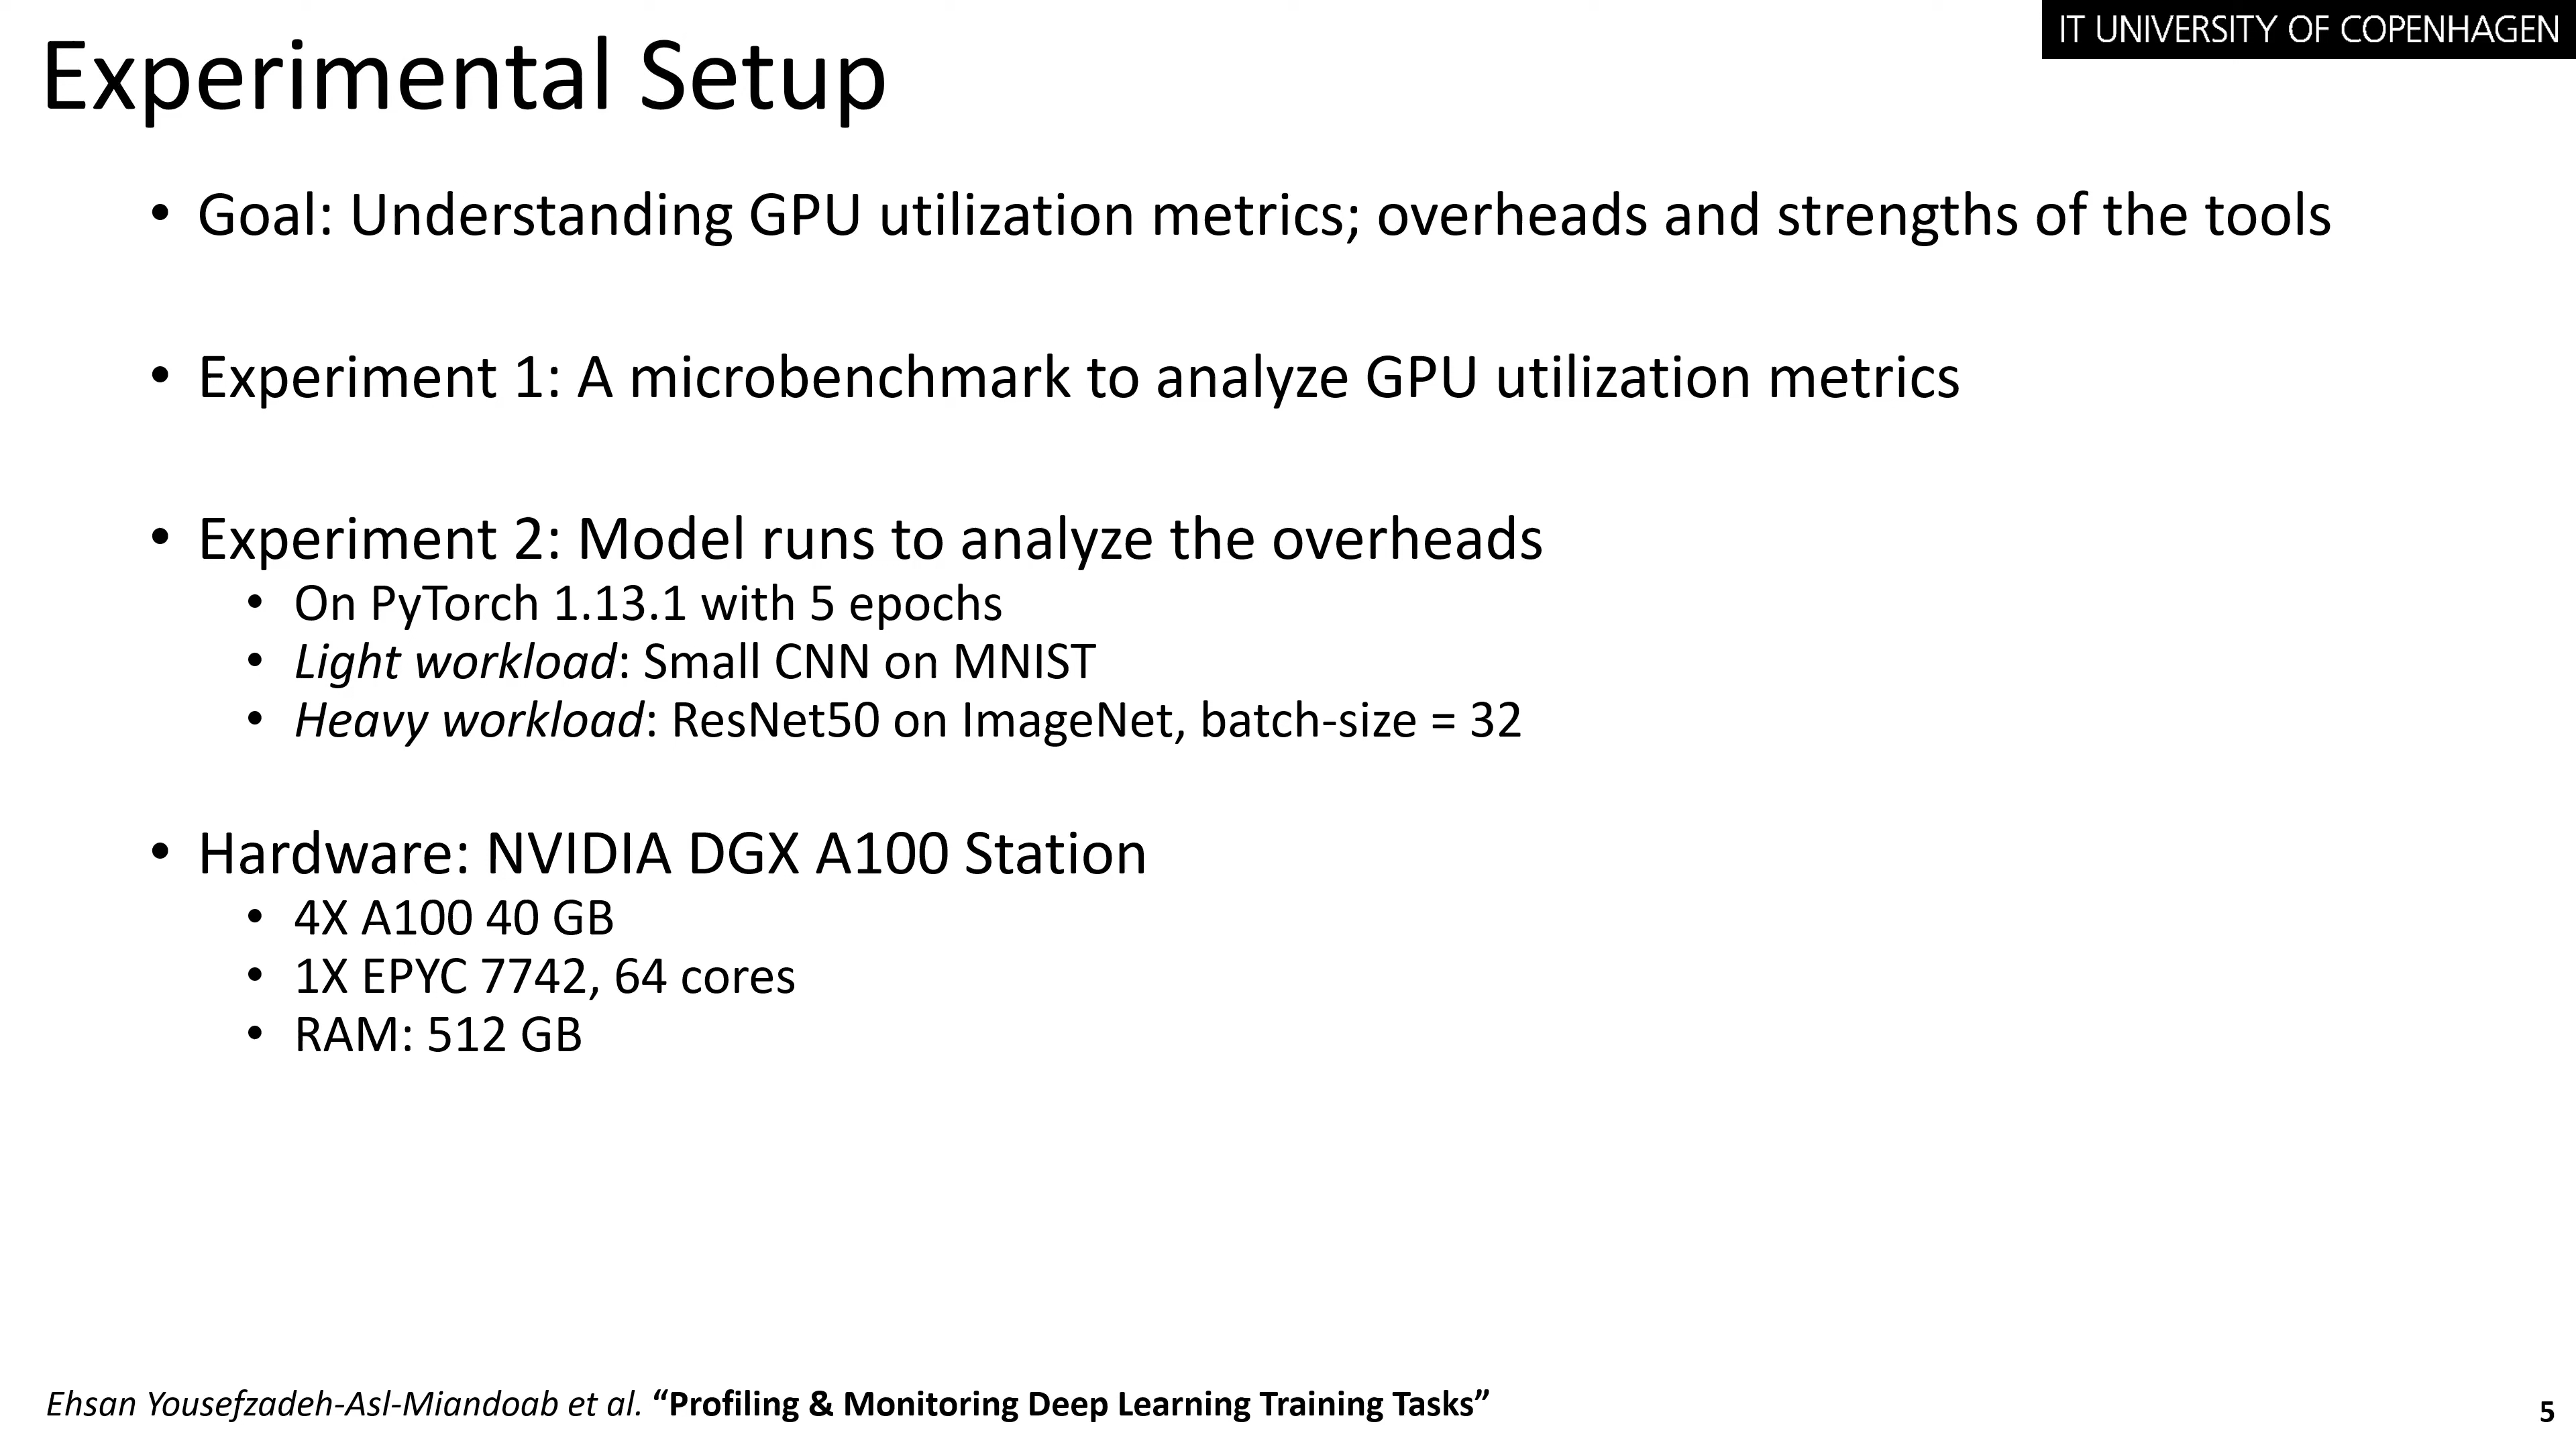 IT UNIVERSITY OF COPENHAGEN
Experimental Setup
• Goal: Understanding GPU utilization metrics; overheads and strengths of the tools
• Experiment 1: A microbenchmark to analyze GPU utilization metrics
• Experiment 2: Model runs to analyze the overheads
• On PyTorch 1.13.1 with 5 epochs
• Light workload: Small CNN on MNIST
• Heavy workload: ResNet50 on ImageNet, batch-size = 32
• Hardware: NVIDIA DGX A100 Station
• 4X A100 40 GB
• 1X EPYC 7742, 64 cores
• RAM: 512 GB
Ehsan Yousefzadeh-Asl-Miandoab et al. “Profiling & Monitoring Deep Learning Training Tasks”
5